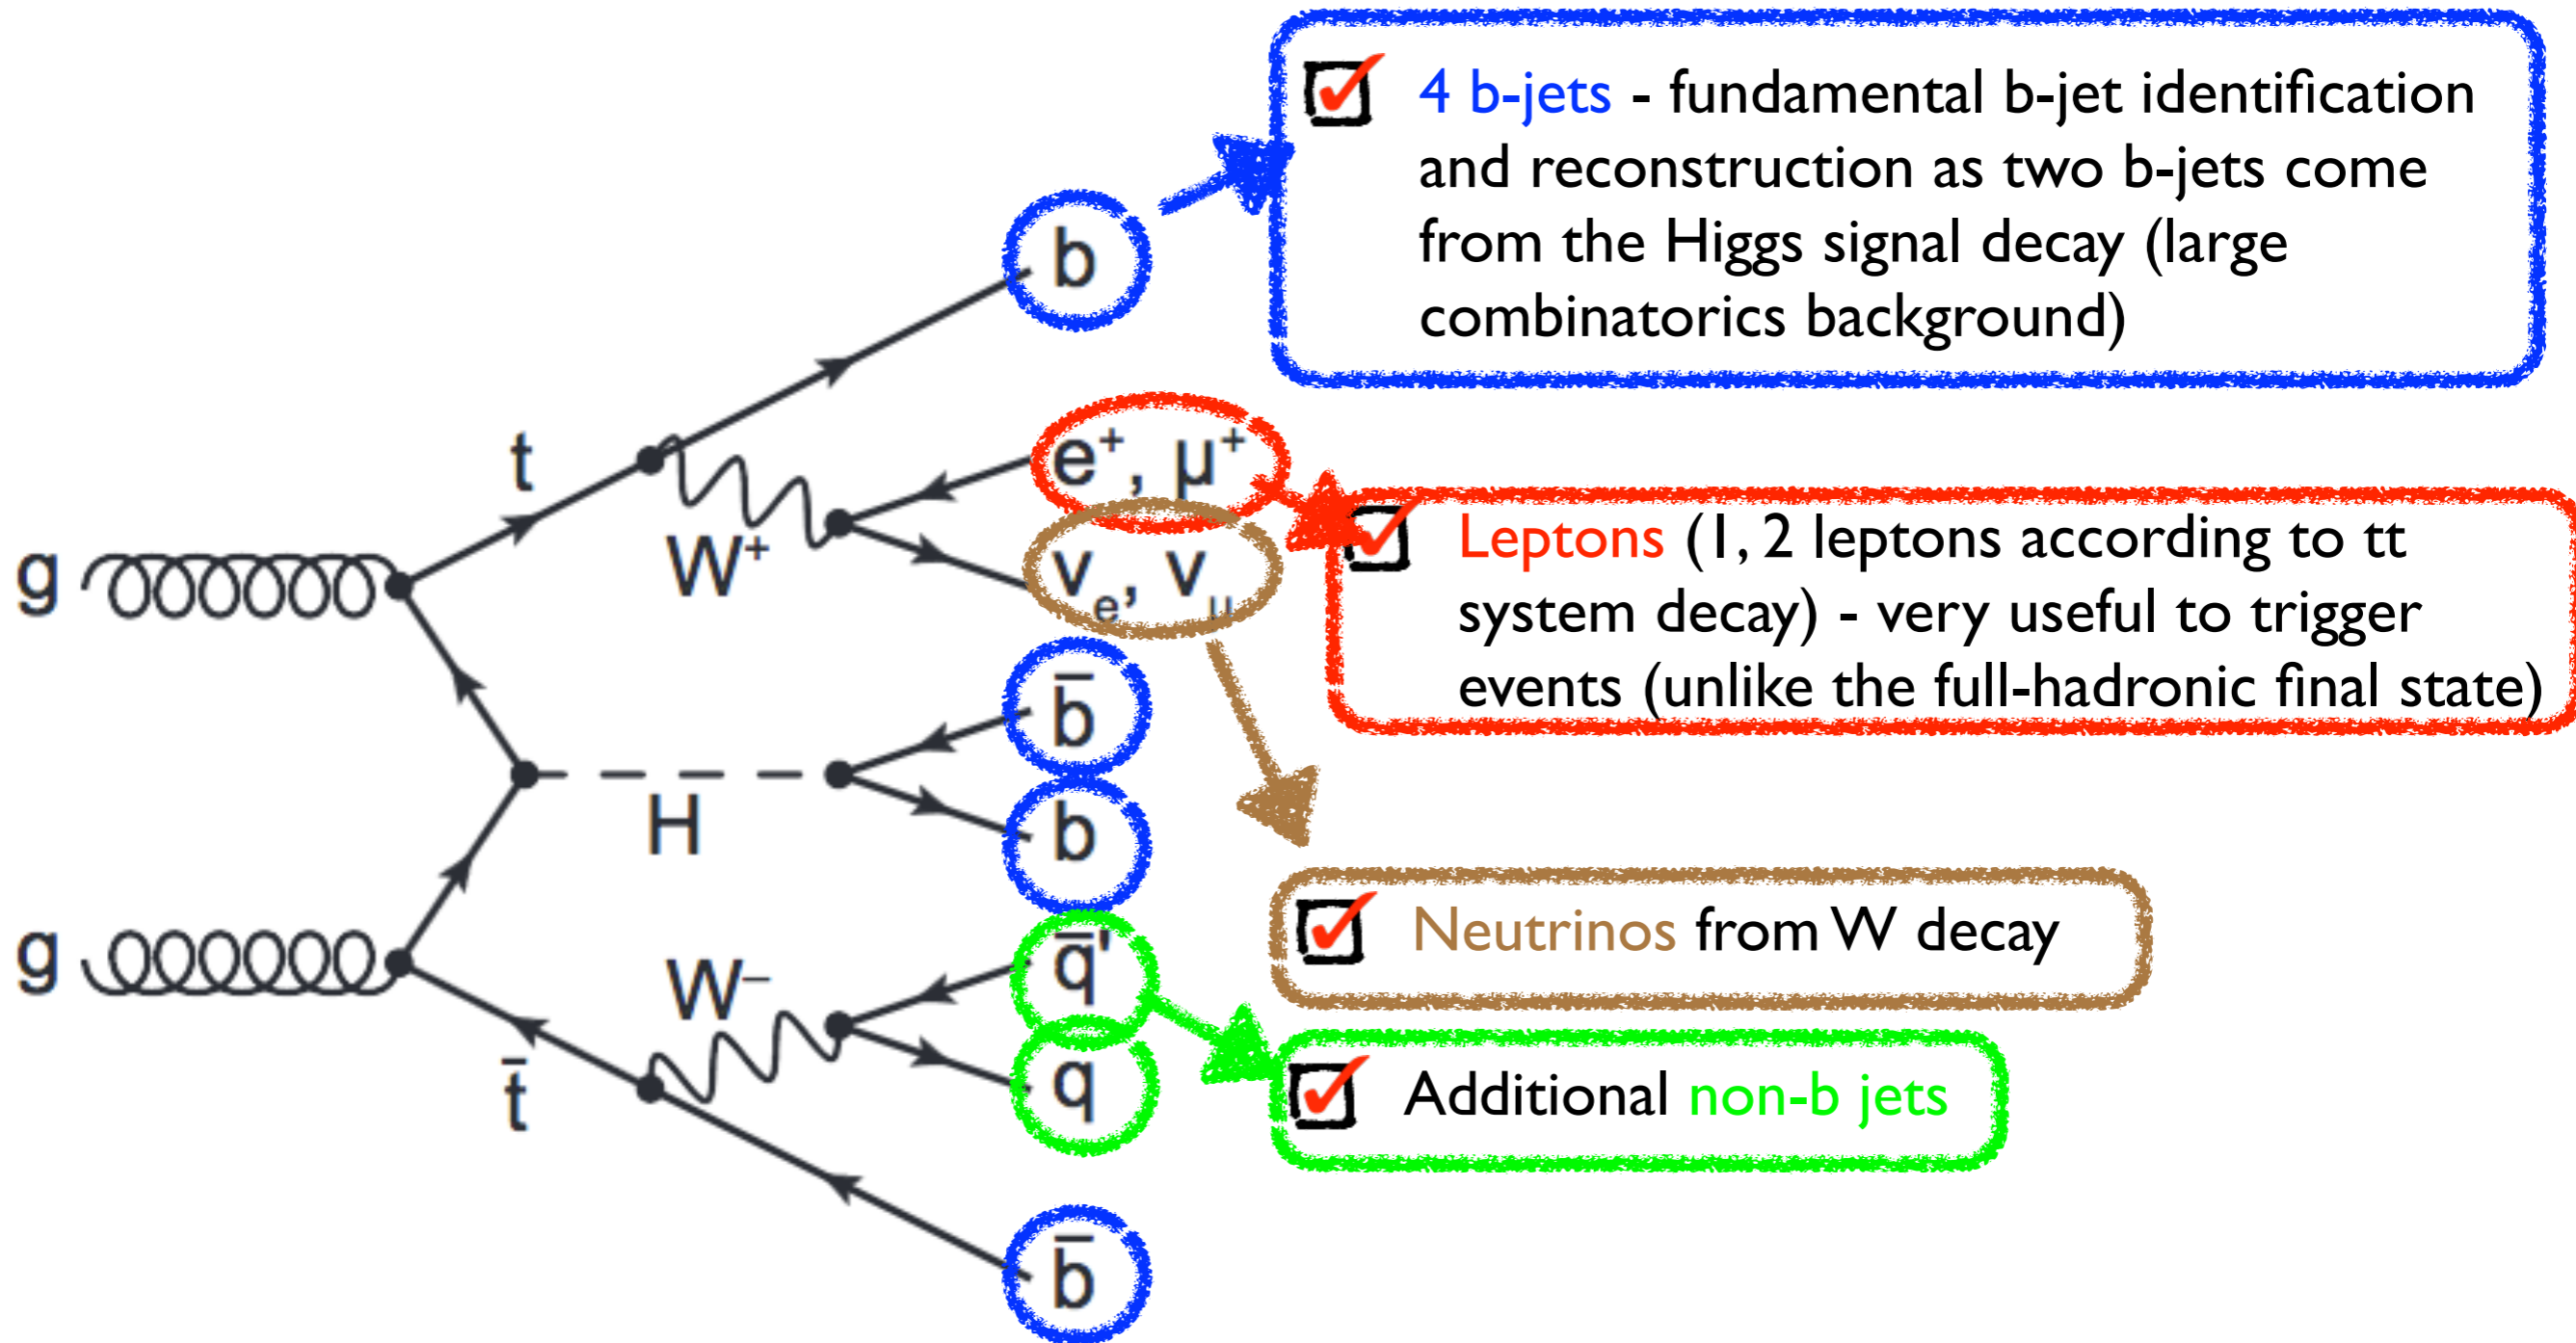 4 b-jets - fundamental b-jet identification
and reconstruction as two b-jets come
from the Higgs signal decay (large
combinatorics background)
b
e⁺, μ⁺
t
W⁺
νₑ, ν_μ
g
Leptons (1, 2 leptons according to tt
system decay) - very useful to trigger
events (unlike the full-hadronic final state)
b̄
H
b
Neutrinos from W decay
g
W⁻
q̄'
q
Additional non-b jets
t̄
b̄